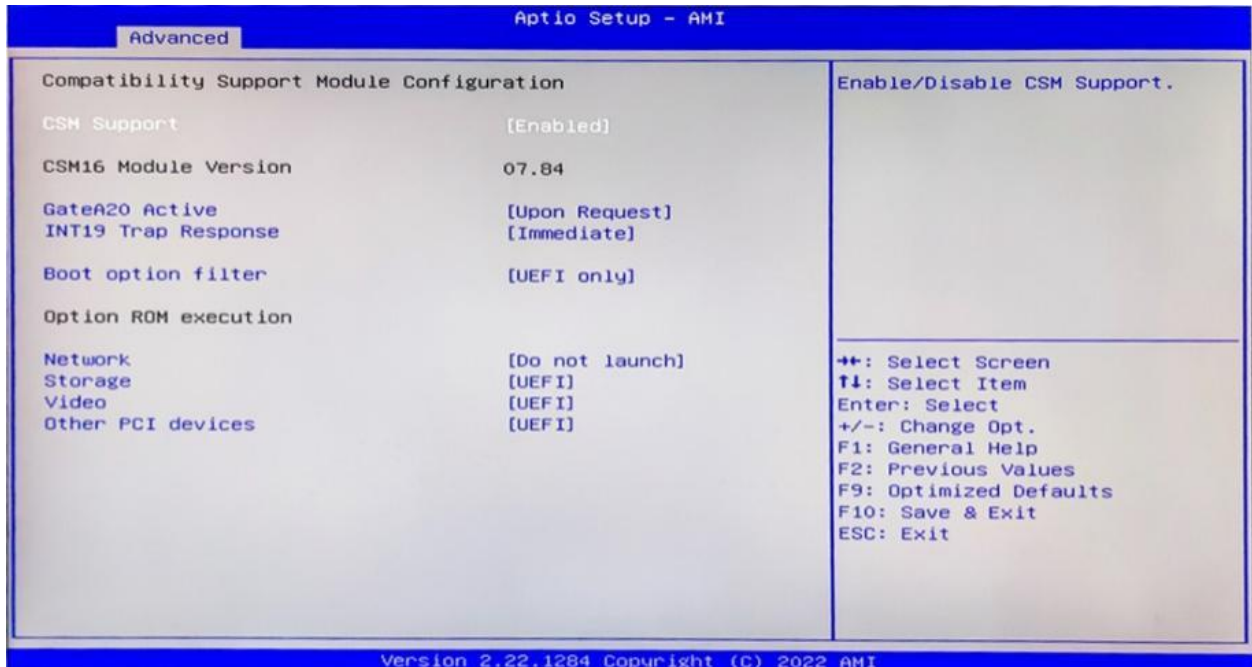 Aptio Setup – AMI
Advanced
Compatibility Support Module Configuration
CSM Support [Enabled]
CSM16 Module Version 07.84
GateA20 Active [Upon Request]
INT19 Trap Response [Immediate]
Boot option filter [UEFI only]
Option ROM execution
Network [Do not launch]
Storage [UEFI]
Video [UEFI]
Other PCI devices [UEFI]
Enable/Disable CSM Support.
→←: Select Screen
↑↓: Select Item
Enter: Select
+/-: Change Opt.
F1: General Help
F2: Previous Values
F9: Optimized Defaults
F10: Save & Exit
ESC: Exit
Version 2.22.1284 Copyright (C) 2022 AMI